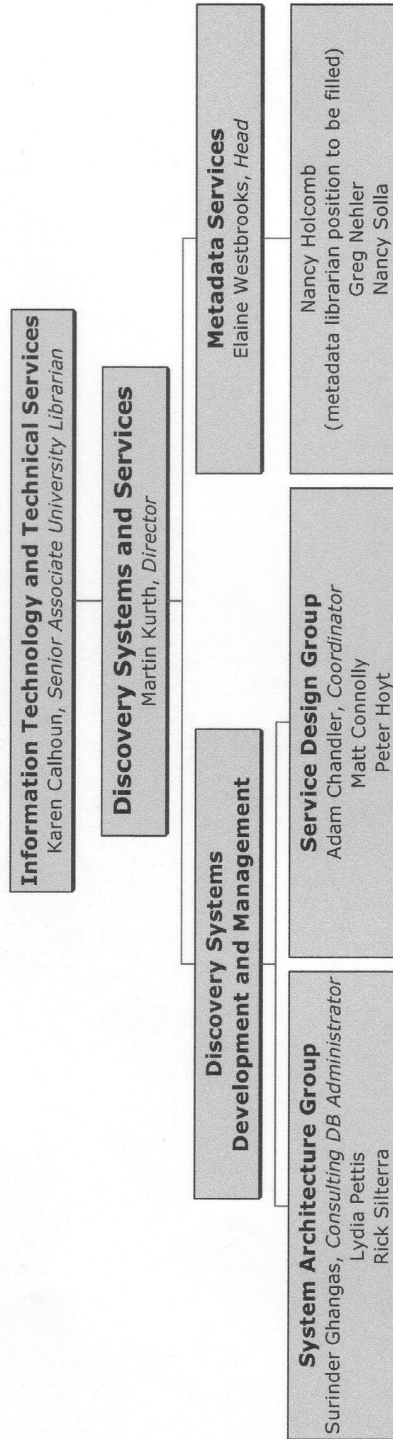 Information Technology and Technical Services
Karen Calhoun, Senior Associate University Librarian
Discovery Systems and Services
Martin Kurth, Director
Discovery Systems
Development and Management
Metadata Services
Elaine Westbrooks, Head
System Architecture Group
Surinder Ghangas, Consulting DB Administrator
Lydia Pettis
Rick Silterra
Service Design Group
Adam Chandler, Coordinator
Matt Connolly
Peter Hoyt
Nancy Holcomb
(metadata librarian position to be filled)
Greg Nehler
Nancy Solla